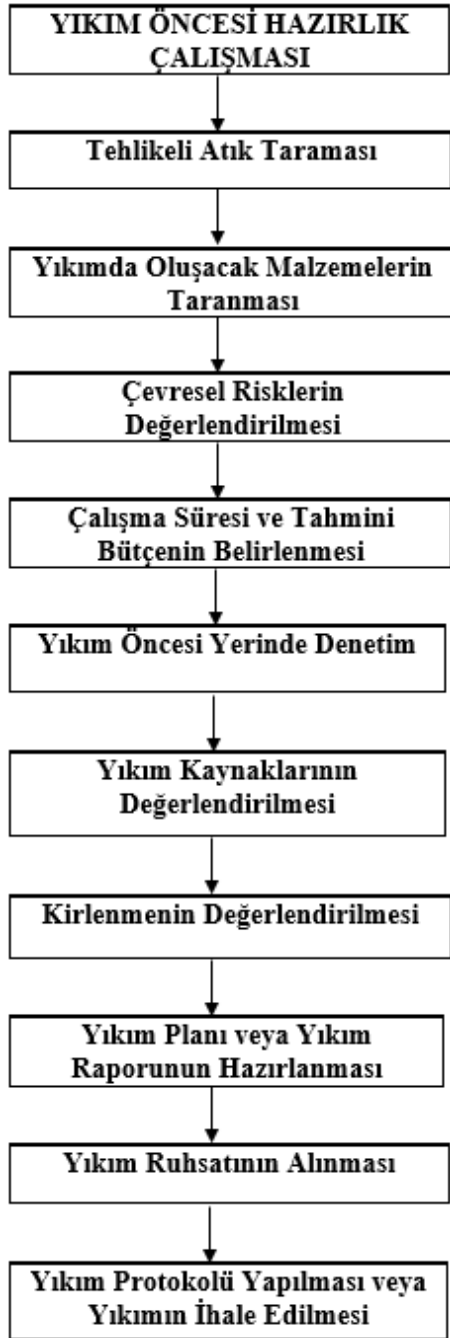 YIKIM ÖNCESİ HAZIRLIK
ÇALIŞMASI
Tehlikeli Atık Taraması
Yıkımda Oluşacak Malzemelerin
Taranması
Çevresel Risklerin
Değerlendirilmesi
Çalışma Süresi ve Tahmini
Bütçenin Belirlenmesi
Yıkım Öncesi Yerinde Denetim
Yıkım Kaynaklarının
Değerlendirilmesi
Kirlenmenin Değerlendirilmesi
Yıkım Planı veya Yıkım
Raporunun Hazırlanması
Yıkım Ruhsatının Alınması
Yıkım Protokolü Yapılması veya
Yıkımın İhale Edilmesi